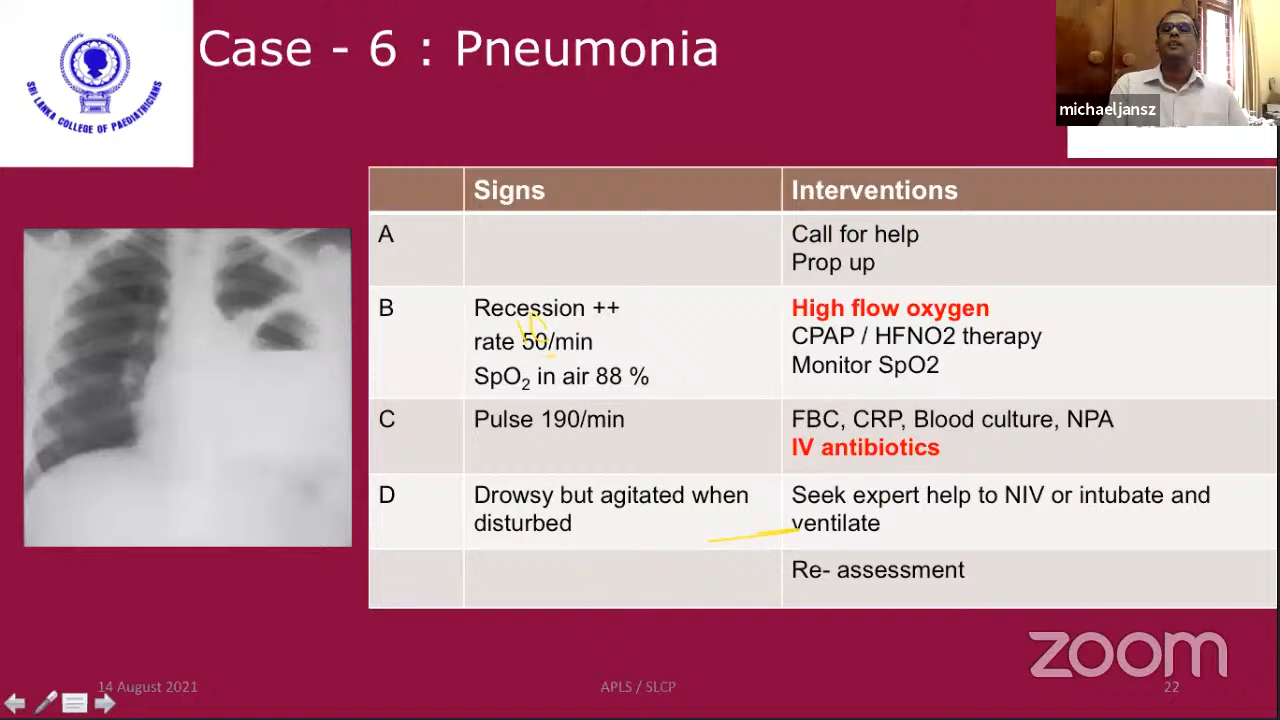 Case - 6 : Pneumonia
SRI LANKA COLLEGE OF PAEDIATRICIANS
michaeljansz
Signs
Interventions
A
Call for help
Prop up
B
Recession ++
rate 50/min
SpO2 in air 88 %
High flow oxygen
CPAP / HFNO2 therapy
Monitor SpO2
C
Pulse 190/min
FBC, CRP, Blood culture, NPA
IV antibiotics
D
Drowsy but agitated when
disturbed
Seek expert help to NIV or intubate and
ventilate
Re- assessment
zoom
14 August 2021
APLS / SLCP
22